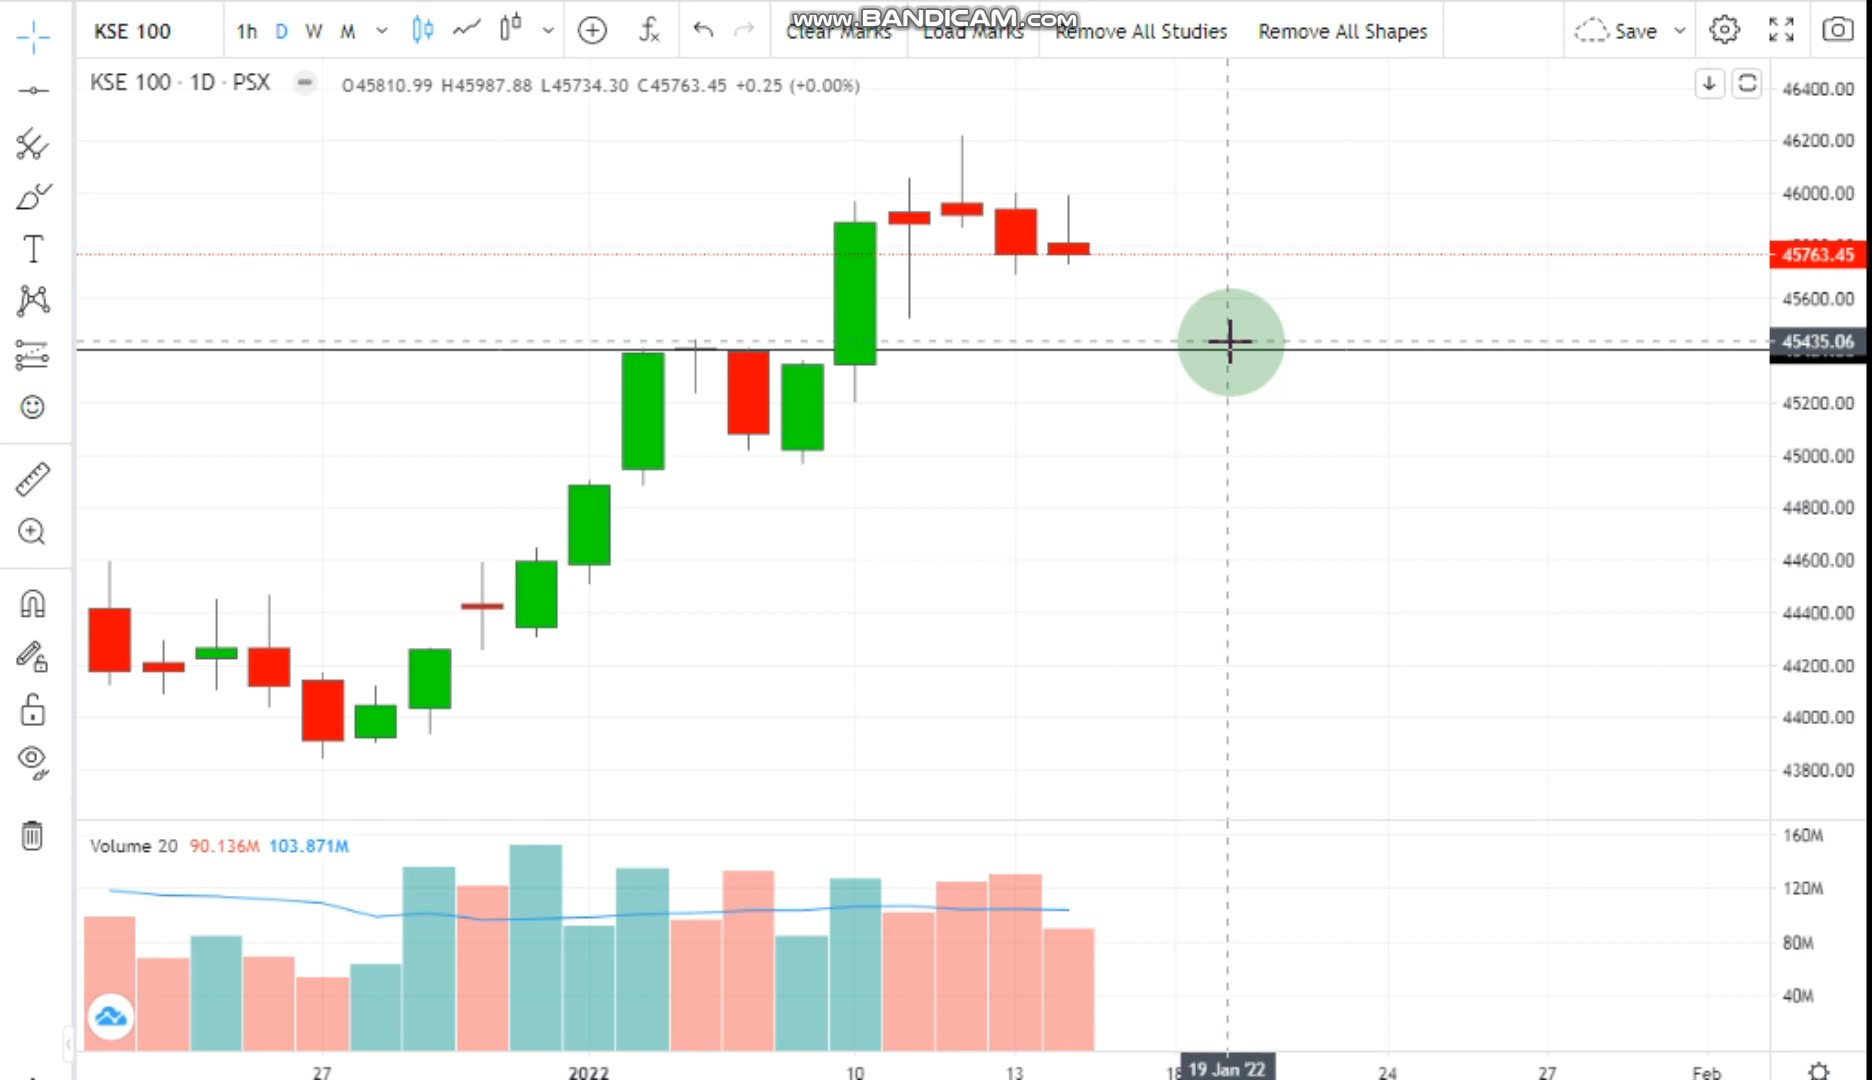 www.BANDICAM.com
KSE 100
1h D W M
Clear Marks
Load Marks
Remove All Studies
Remove All Shapes
Save
KSE 100 · 1D · PSX
O45810.99 H45987.88 L45734.30 C45763.45 +0.25 (+0.00%)
46400.00
46200.00
46000.00
45763.45
45600.00
45435.06
45200.00
45000.00
44800.00
44600.00
44400.00
44200.00
44000.00
43800.00
Volume 20 90.136M 103.871M
160M
120M
80M
40M
27 2022 10 13 18 19 Jan '22 24 27 Feb